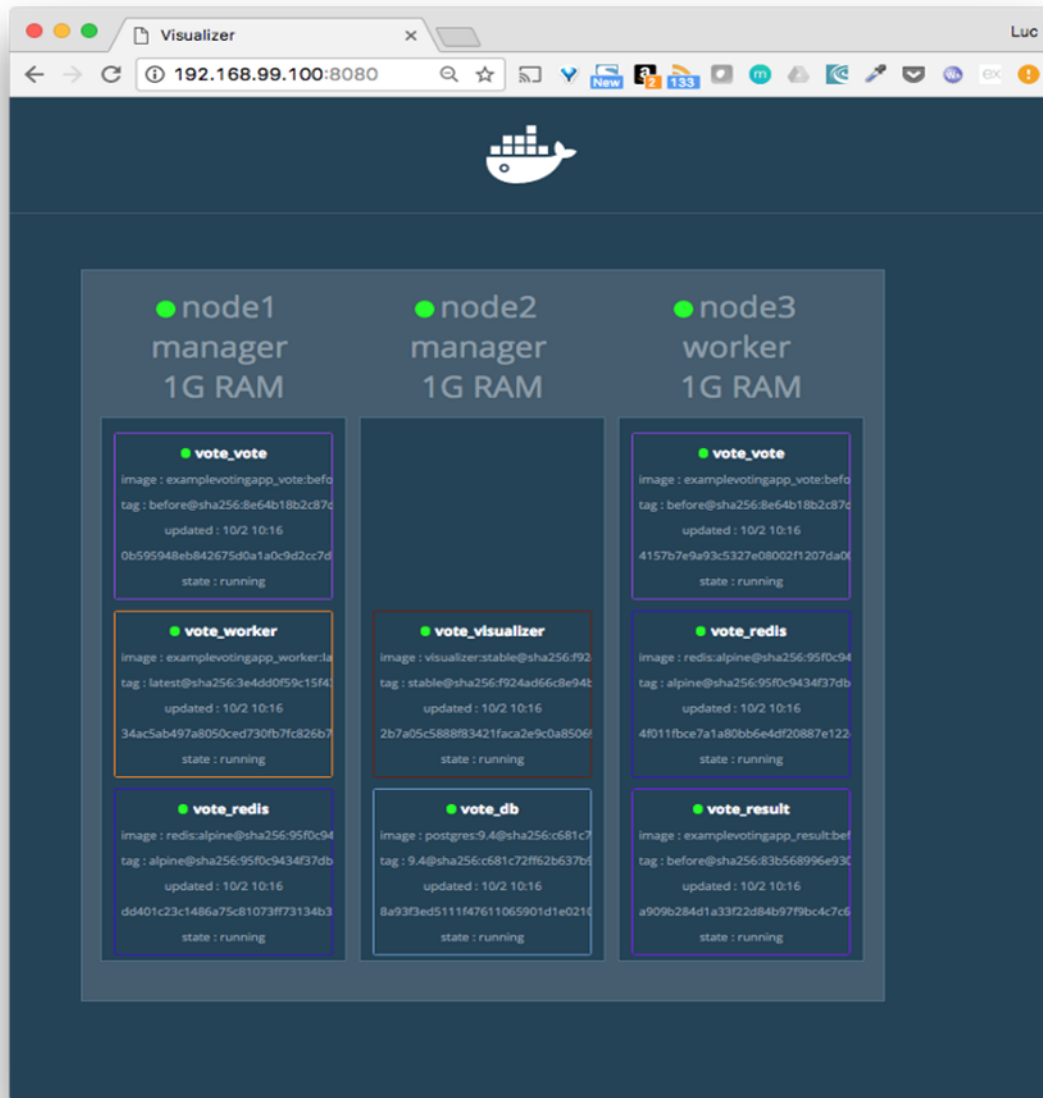 Visualizer
Luc
192.168.99.100:8080
New
2
133
m
ex
node1
manager
1G RAM
vote_vote
image : examplevotingapp_vote:befo
tag : before@sha256:8e64b18b2c87d
updated : 10/2 10:16
0b595948eb842675d0a1a0c9d2cc7d
state : running
vote_worker
image : examplevotingapp_worker:la
tag : latest@sha256:3e4dd0f59c15f4
updated : 10/2 10:16
34ac5ab497a8050ced730fb7fc826b7
state : running
vote_redis
image : redis:alpine@sha256:95f0c94
tag : alpine@sha256:95f0c9434f37db
updated : 10/2 10:16
dd401c23c1486a75c81073ff73134b3
state : running
node2
manager
1G RAM
vote_visualizer
image : visualizer:stable@sha256:f92
tag : stable@sha256:f924ad66c8e94b
updated : 10/2 10:16
2b7a05c5888f83421faca2e9c0a8506
state : running
vote_db
image : postgres:9.4@sha256:c681c7
tag : 9.4@sha256:c681c72ff62b637b9
updated : 10/2 10:16
8a93f3ed5111f47611065901d1e0210
state : running
node3
worker
1G RAM
vote_vote
image : examplevotingapp_vote:befo
tag : before@sha256:8e64b18b2c87d
updated : 10/2 10:16
4157b7e9a93c5327e08002f1207da00
state : running
vote_redis
image : redis:alpine@sha256:95f0c94
tag : alpine@sha256:95f0c9434f37db
updated : 10/2 10:16
4f011fbce7a1a80bb6e4df20887e122
state : running
vote_result
image : examplevotingapp_result:bef
tag : before@sha256:83b568996e930
updated : 10/2 10:16
a909b284d1a33f22d84b97f9bc4c7c6
state : running